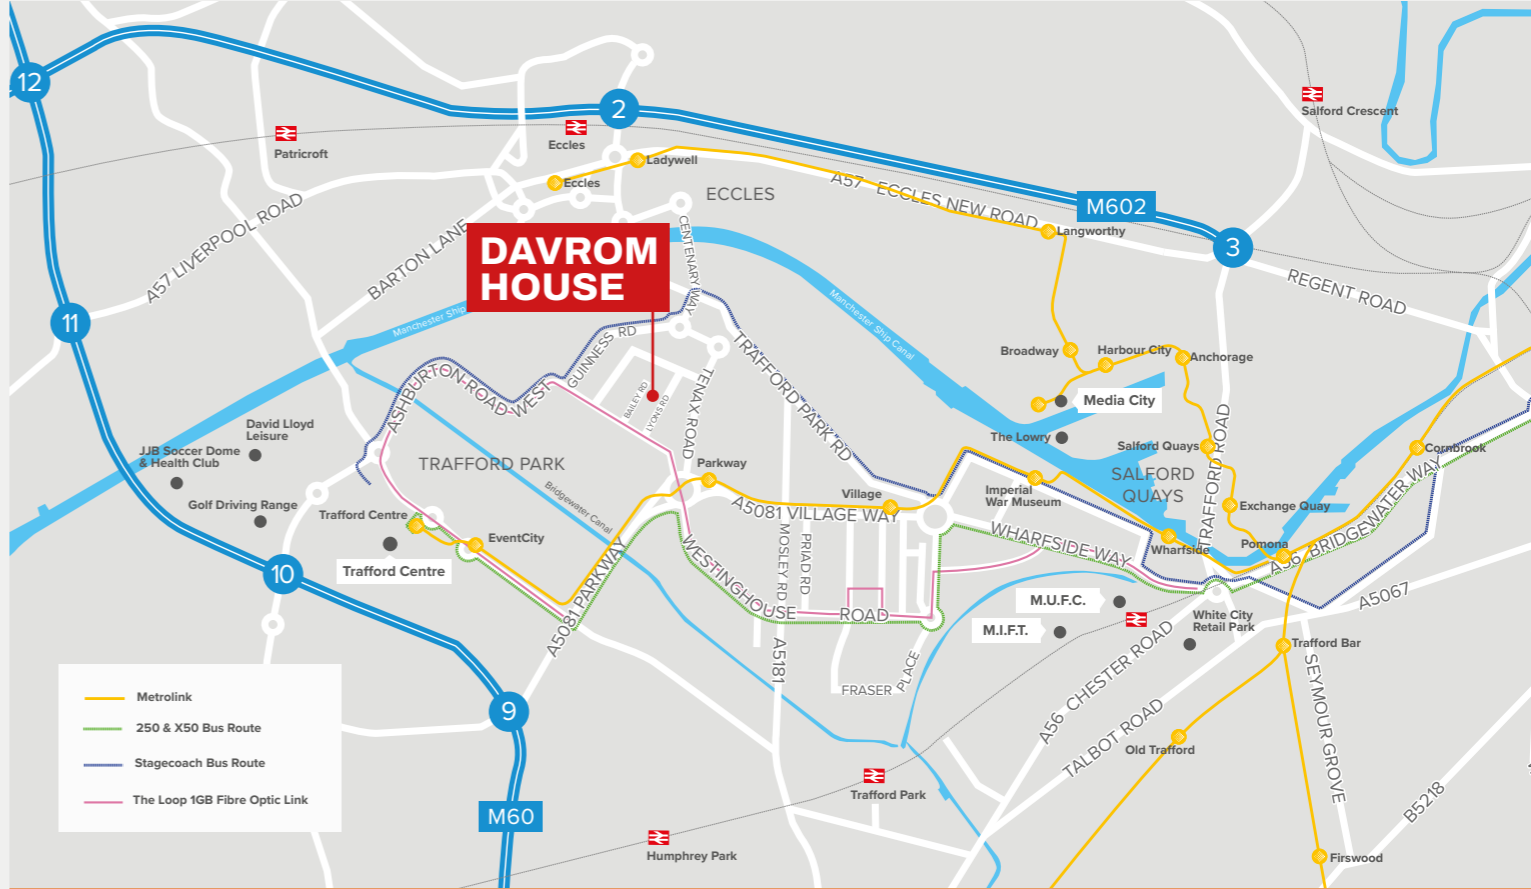 12
2
Salford Crescent
Patricroft
Eccles
Ladywell
Eccles
ECCLES
A57 ECCLES NEW ROAD
M602
Langworthy
3
REGENT ROAD
A57 LIVERPOOL ROAD
BARTON LANE
CENTENARY WAY
DAVROM
HOUSE
11
Manchester Ship
Manchester Ship Canal
GUINNESS RD
TRAFFORD PARK RD
Broadway
Harbour City
Anchorage
ASHBURTON ROAD WEST
BAILEY RD
LYONS RD
TENAX ROAD
Media City
David Lloyd
Leisure
JJB Soccer Dome
& Health Club
The Lowry
Salford Quays
TRAFFORD ROAD
Cornbrook
TRAFFORD PARK
Parkway
SALFORD
QUAYS
Bridgewater Canal
Golf Driving Range
Trafford Centre
Village
Imperial
War Museum
Exchange Quay
A5081 VILLAGE WAY
EventCity
WHARFSIDE WAY
Wharfside
Pomona
A56 BRIDGEWATER WAY
Trafford Centre
10
A5081 PARKWAY
WESTINGHOUSE ROAD
MOSLEY RD
PRIAD RD
M.U.F.C.
M.I.F.T.
White City
Retail Park
A5067
Trafford Bar
A5181
FRASER PLACE
A56 CHESTER ROAD
TALBOT ROAD
SEYMOUR GROVE
Old Trafford
9
Metrolink
250 & X50 Bus Route
Stagecoach Bus Route
The Loop 1GB Fibre Optic Link
M60
Trafford Park
B5218
Humphrey Park
Firswood